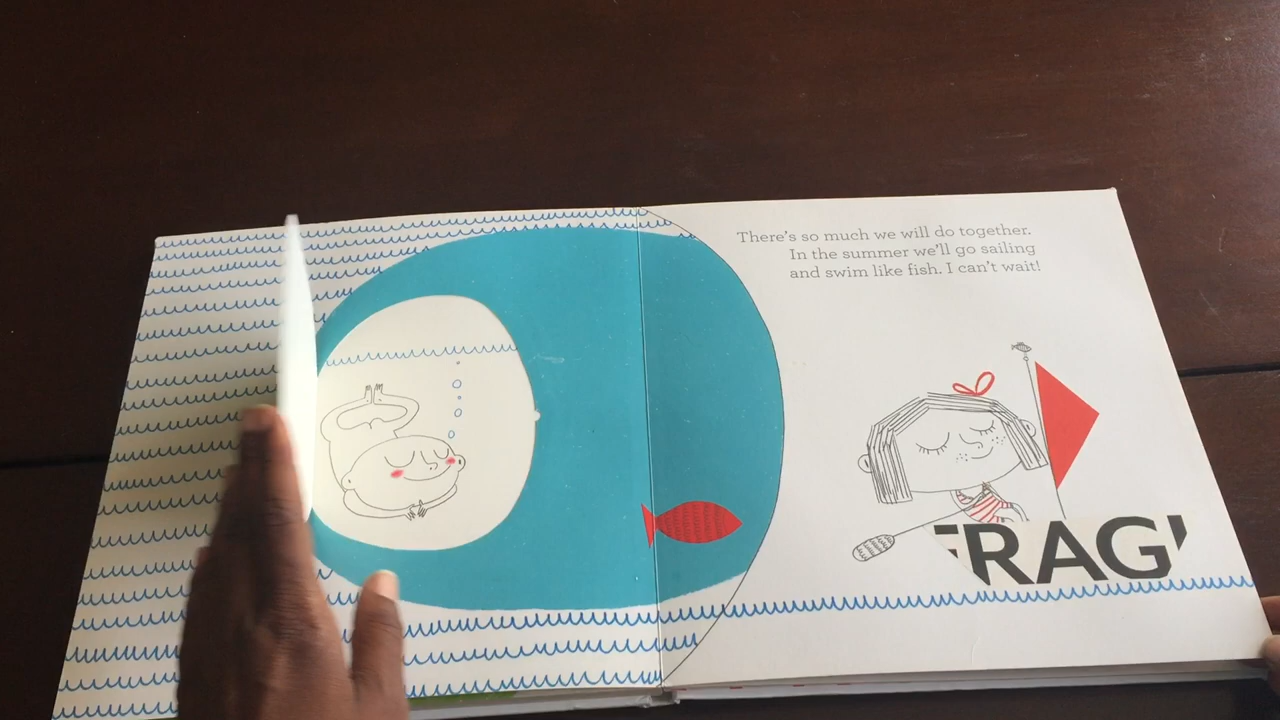 There's so much we will do together.
In the summer we'll go sailing
and swim like fish. I can't wait!
FRAGI